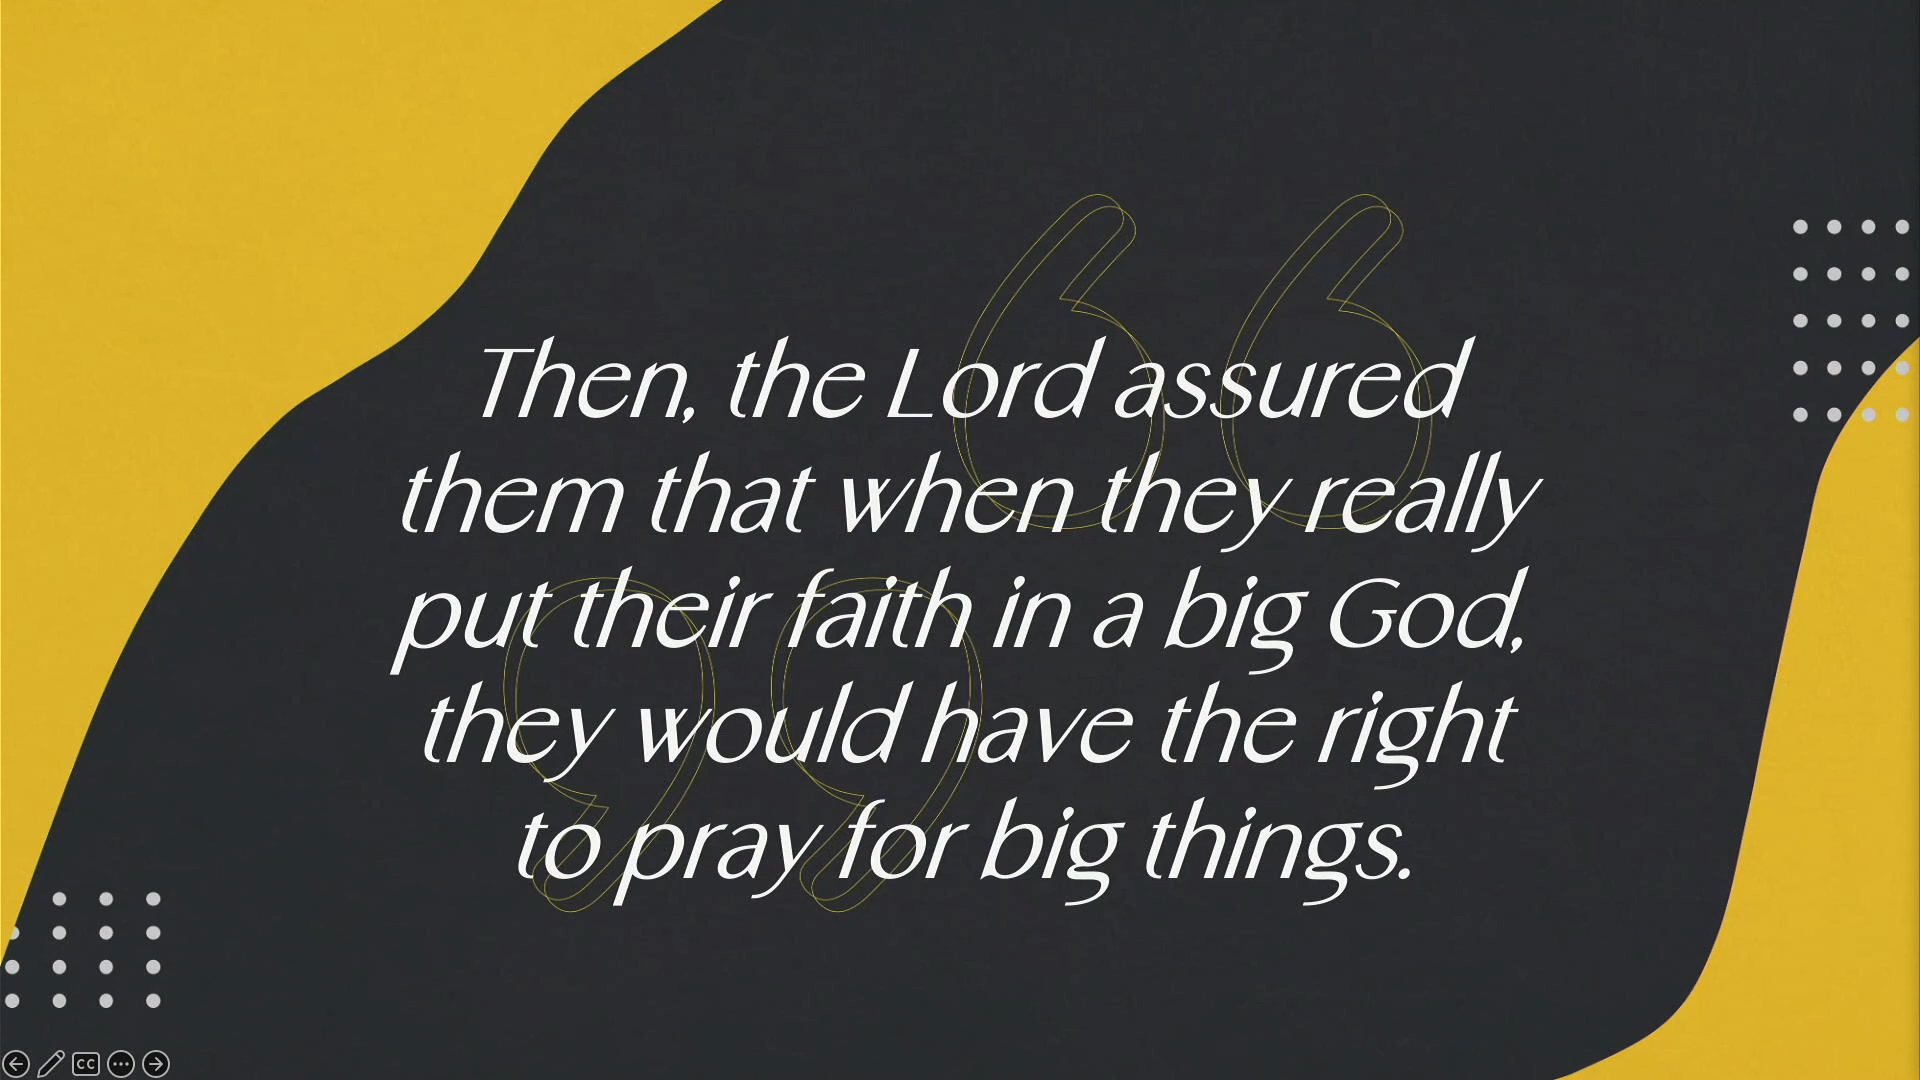 Then, the Lord assured
them that when they really
put their faith in a big God,
they would have the right
to pray for big things.
CC